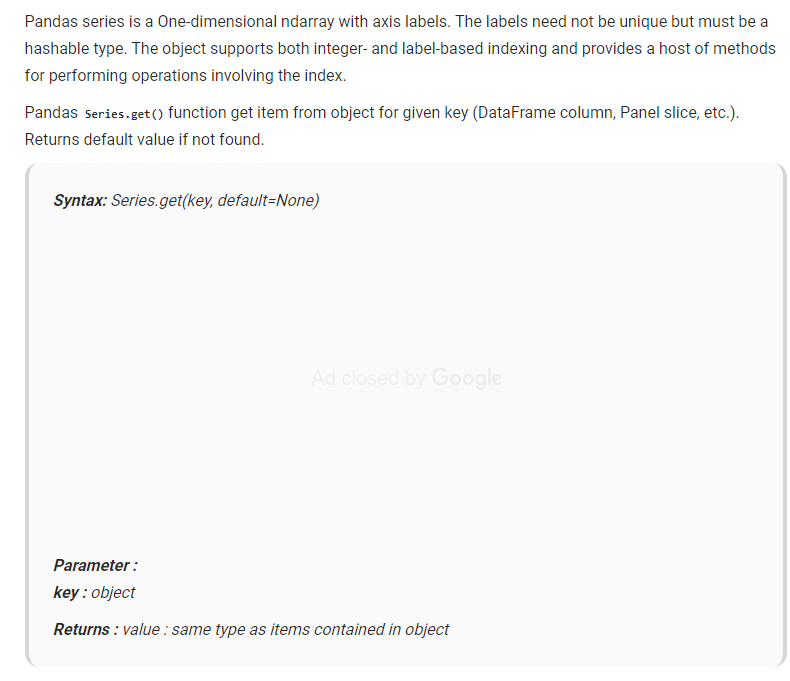 Pandas series is a One-dimensional ndarray with axis labels. The labels need not be unique but must be a
hashable type. The object supports both integer- and label-based indexing and provides a host of methods
for performing operations involving the index.
Pandas Series.get() function get item from object for given key (DataFrame column, Panel slice, etc.).
Returns default value if not found.
Syntax: Series.get(key, default=None)
Ad closed by Google
Parameter :
key : object
Returns : value : same type as items contained in object